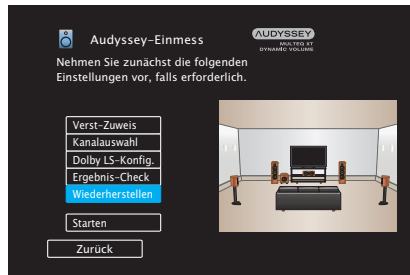 Audyssey-Einmess
AUDYSSEY
MULTEQ XT
DYNAMIC VOLUME
Nehmen Sie zunächst die folgenden
Einstellungen vor, falls erforderlich.
Verst-Zuweis
Kanalauswahl
Dolby LS-Konfig.
Ergebnis-Check
Wiederherstellen
Starten
Zurück